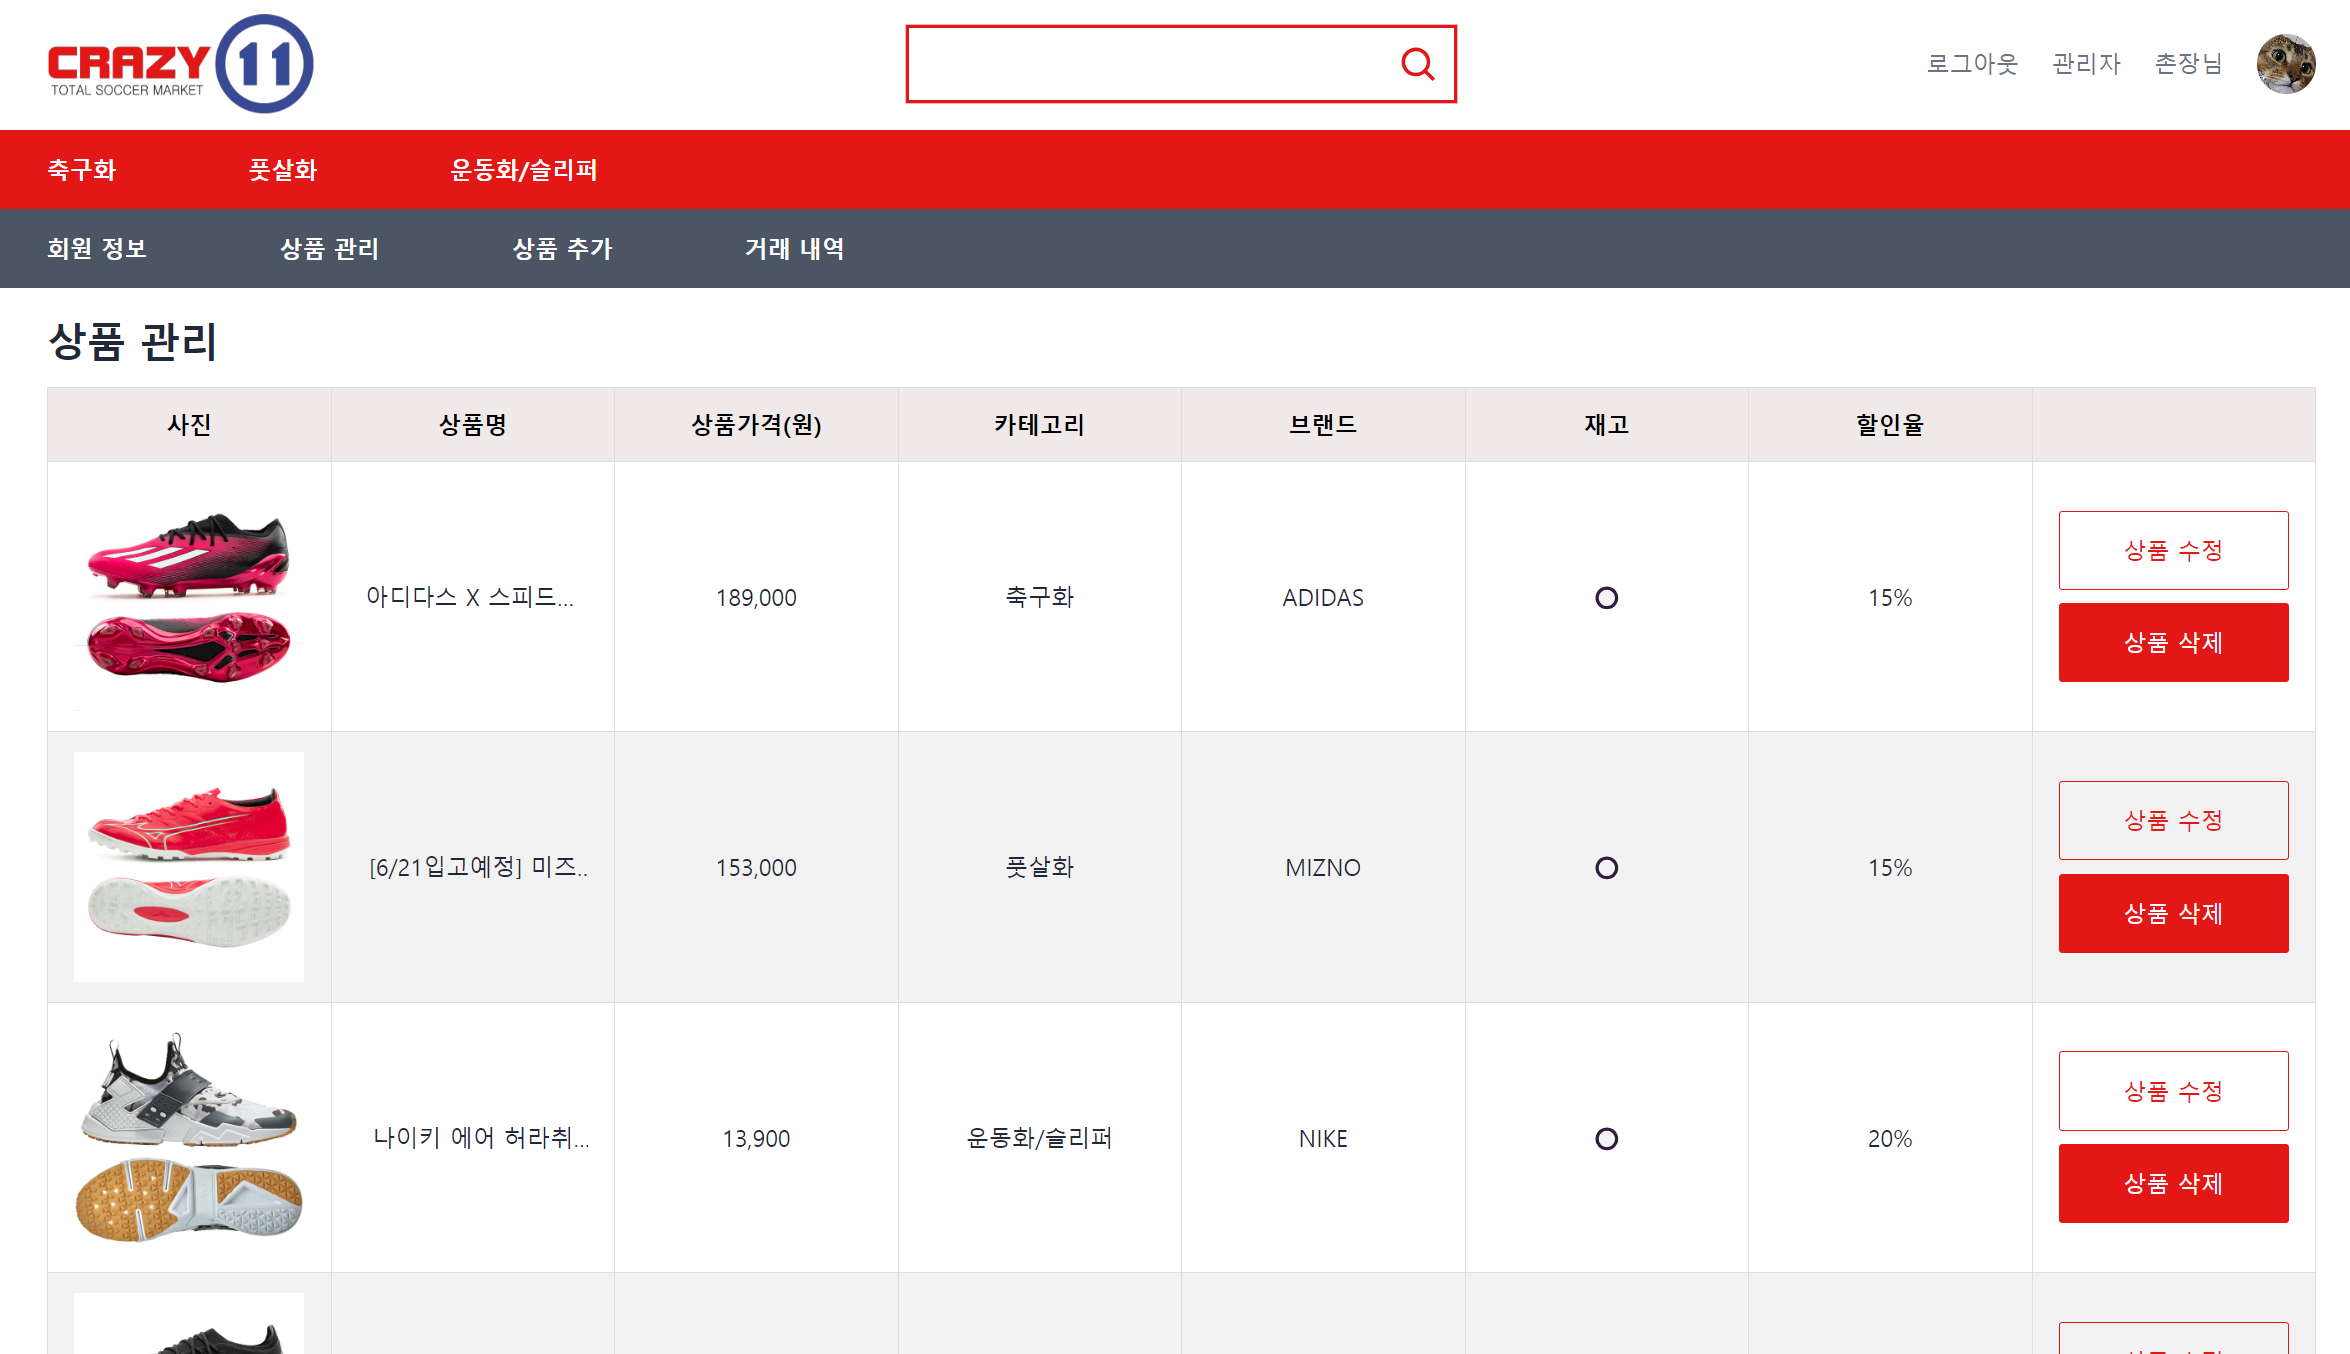 CRAZY 11
TOTAL SOCCER MARKET
로그아웃 관리자 촌장님
축구화 풋살화 운동화/슬리퍼
회원 정보 상품 관리 상품 추가 거래 내역
상품 관리
사진 상품명 상품가격(원) 카테고리 브랜드 재고 할인율
아디다스 X 스피드... 189,000 축구화 ADIDAS O 15%
상품 수정
상품 삭제
[6/21입고예정] 미즈.. 153,000 풋살화 MIZNO O 15%
상품 수정
상품 삭제
나이키 에어 허라취... 13,900 운동화/슬리퍼 NIKE O 20%
상품 수정
상품 삭제